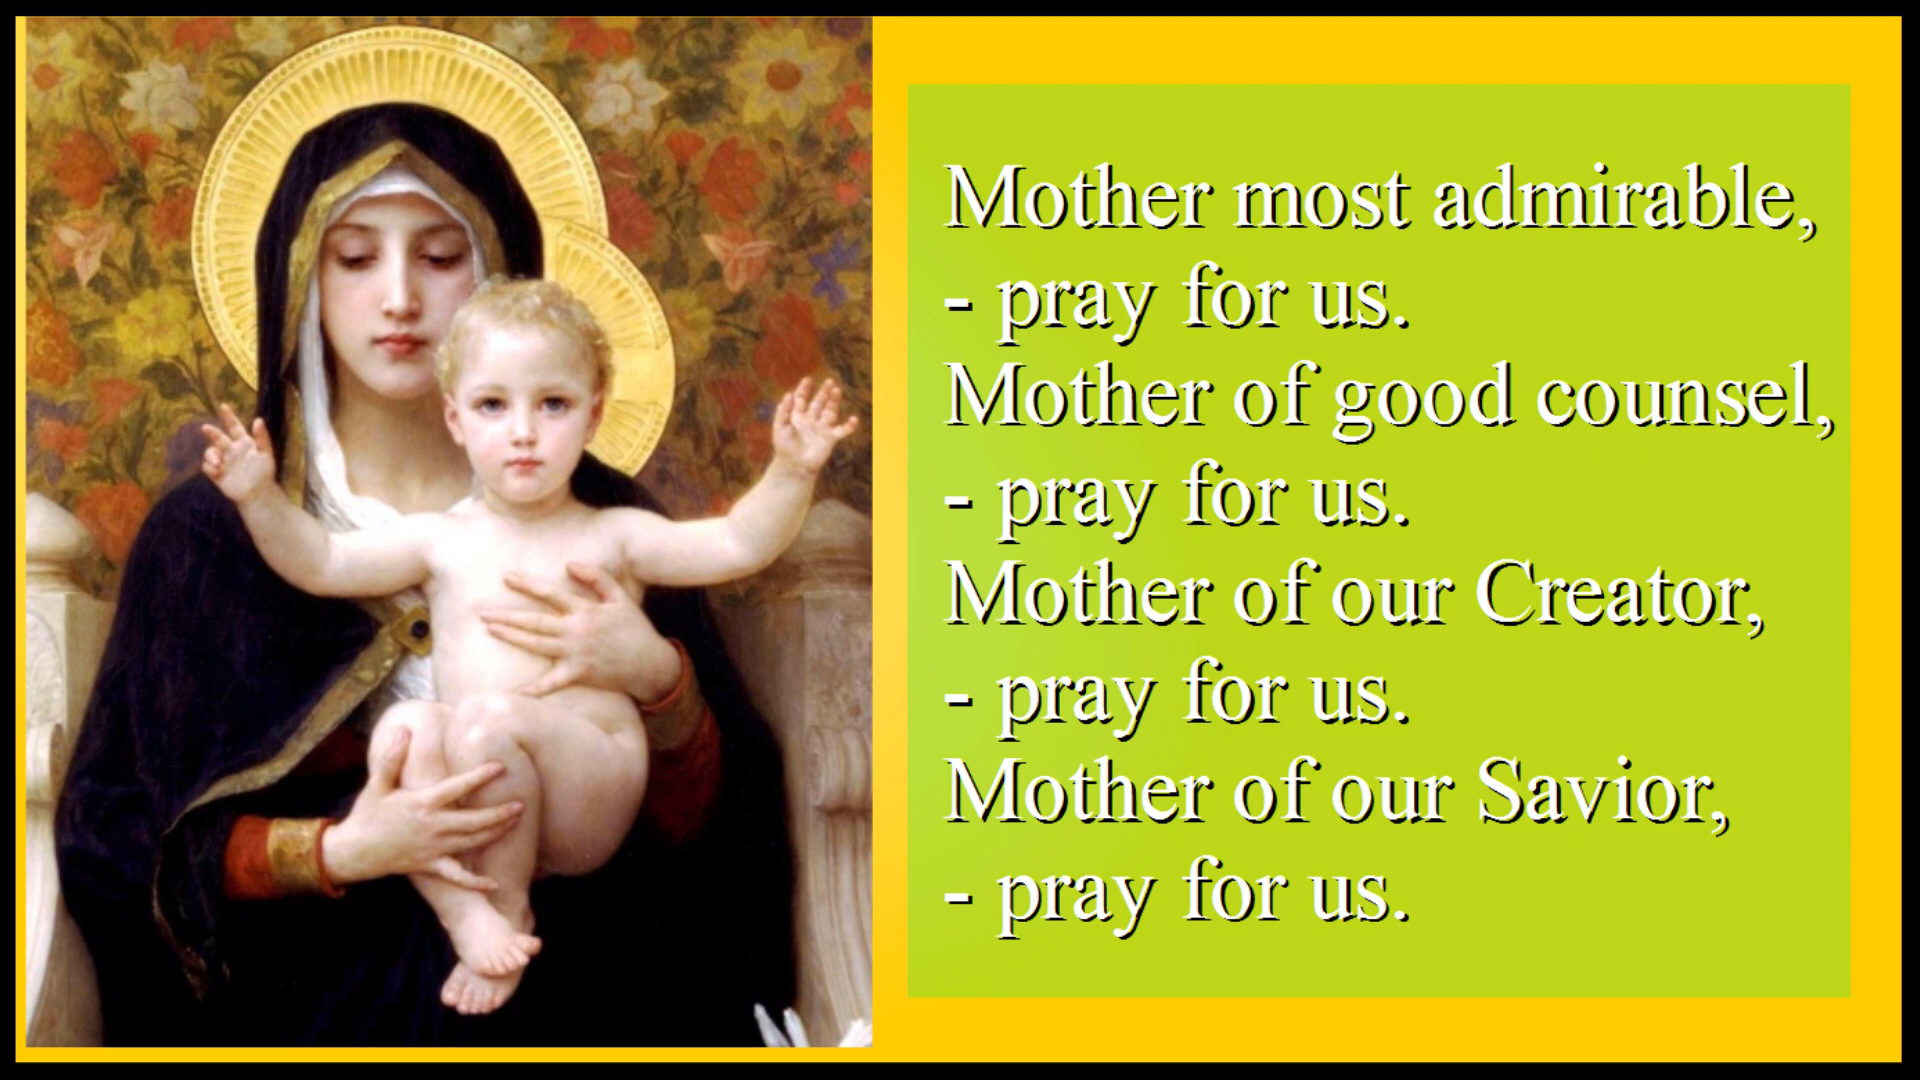 Mother most admirable,
- pray for us.
Mother of good counsel,
- pray for us.
Mother of our Creator,
- pray for us.
Mother of our Savior,
- pray for us.